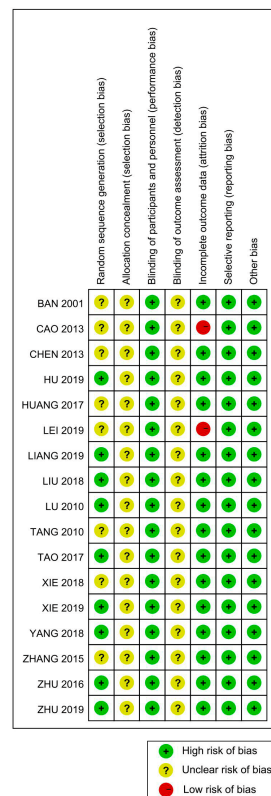 Random sequence generation (selection bias)
Allocation concealment (selection bias)
Blinding of participants and personnel (performance bias)
Blinding of outcome assessment (detection bias)
Incomplete outcome data (attrition bias)
Selective reporting (reporting bias)
Other bias
BAN 2001 ? ? + ? + + +
CAO 2013 ? ? + ? - + +
CHEN 2013 ? ? + ? + + +
HU 2019 + ? + ? + + +
HUANG 2017 ? ? + ? + + +
LEI 2019 ? ? + ? - + +
LIANG 2019 + ? + ? + + +
LIU 2018 + ? + ? + + +
LU 2010 + ? + ? + + +
TANG 2010 ? ? + ? + + +
TAO 2017 + ? + ? + + +
XIE 2018 ? ? + ? + + +
XIE 2019 + ? + ? + + +
YANG 2018 + ? + ? + + +
ZHANG 2015 ? ? + ? + + +
ZHU 2016 + ? + ? + + +
ZHU 2019 + ? + ? + + +
+ High risk of bias
? Unclear risk of bias
Low risk of bias